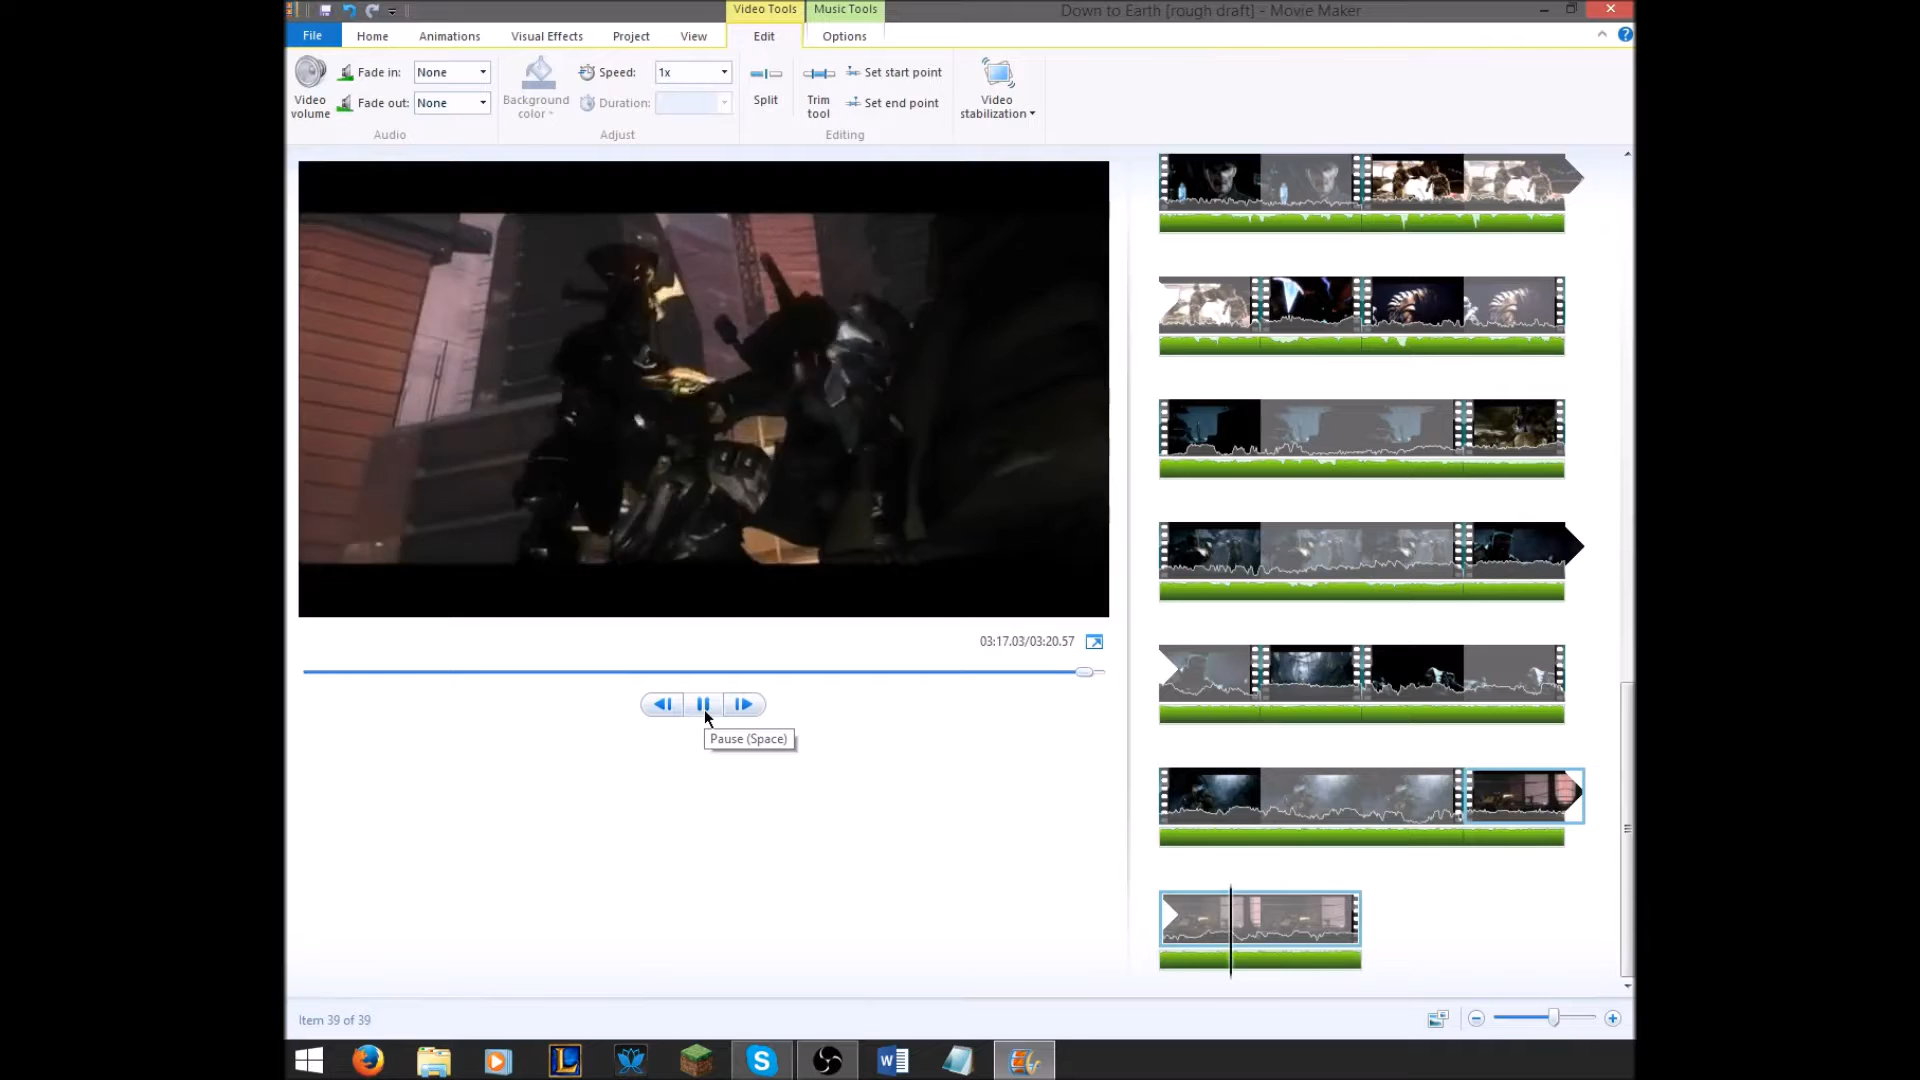 Video Tools
Music Tools
Down to Earth [rough draft] - Movie Maker
File
Home
Animations
Visual Effects
Project
View
Edit
Options
Video volume
Fade in:
None
Fade out:
None
Audio
Background color
Speed:
1x
Duration:
Adjust
Split
Trim tool
Set start point
Set end point
Editing
Video stabilization
03:17.03/03:20.57
Pause (Space)
Item 39 of 39